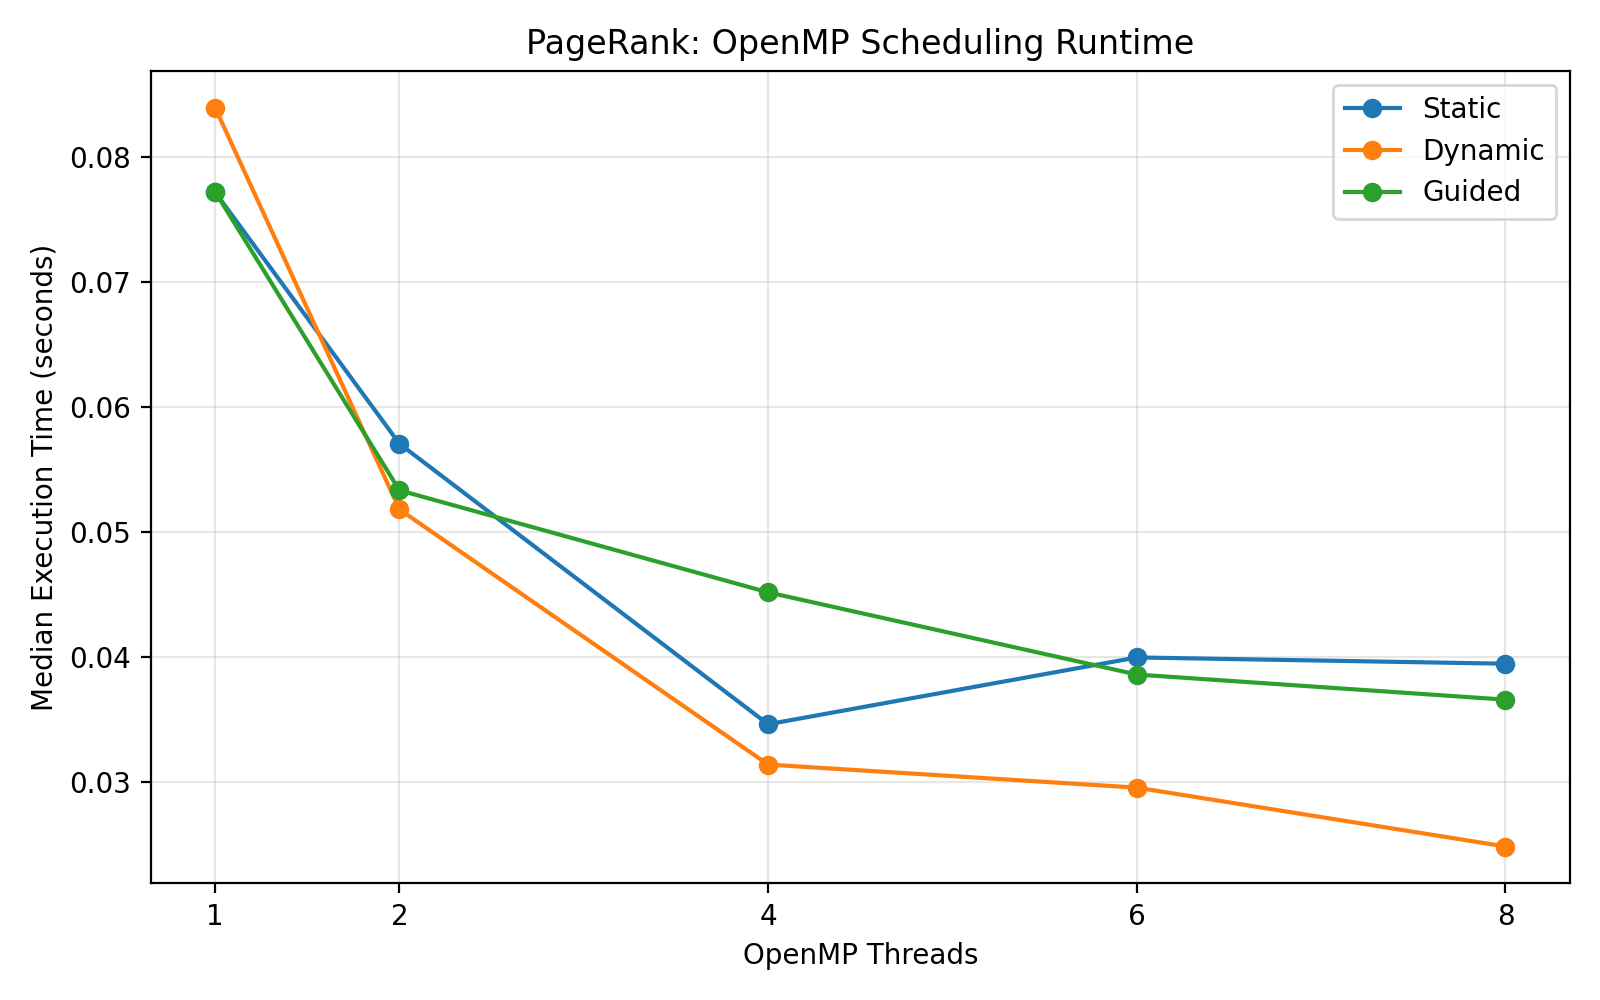 PageRank: OpenMP Scheduling Runtime
Static
Dynamic
Guided
Median Execution Time (seconds)
0.08
0.07
0.06
0.05
0.04
0.03
1 2 4 6 8
OpenMP Threads